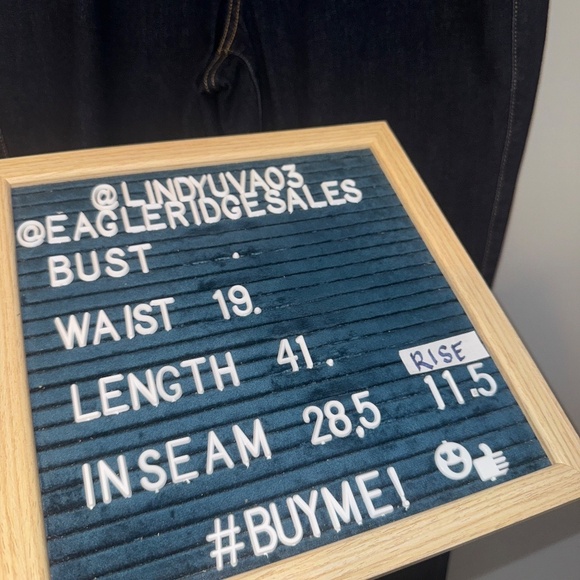 @LINDYUVA03
@EAGLERIDGESALES
BUST .
WAIST 19.
LENGTH 41.
RISE
INSEAM 28,5 11.5
#BUYME!